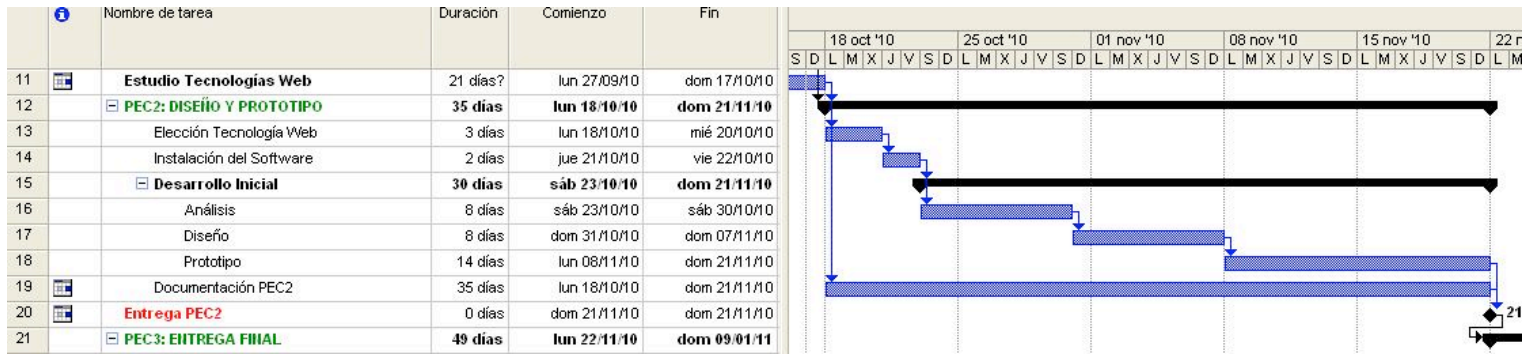 Nombre de tarea Duración Comienzo Fin
18 oct '10 25 oct '10 01 nov '10 08 nov '10 15 nov '10 22 n
S D L M X J V S D L M X J V S D L M X J V S D L M X J V S D L M X J V S D L M
11 Estudio Tecnologías Web 21 días? lun 27/09/10 dom 17/10/10
12 PEC2: DISEÑO Y PROTOTIPO 35 días lun 18/10/10 dom 21/11/10
13 Elección Tecnología Web 3 días lun 18/10/10 mié 20/10/10
14 Instalación del Software 2 días jue 21/10/10 vie 22/10/10
15 Desarrollo Inicial 30 días sáb 23/10/10 dom 21/11/10
16 Análisis 8 días sáb 23/10/10 sáb 30/10/10
17 Diseño 8 días dom 31/10/10 dom 07/11/10
18 Prototipo 14 días lun 08/11/10 dom 21/11/10
19 Documentación PEC2 35 días lun 18/10/10 dom 21/11/10
20 Entrega PEC2 0 días dom 21/11/10 dom 21/11/10 21
21 PEC3: ENTREGA FINAL 49 días lun 22/11/10 dom 09/01/11